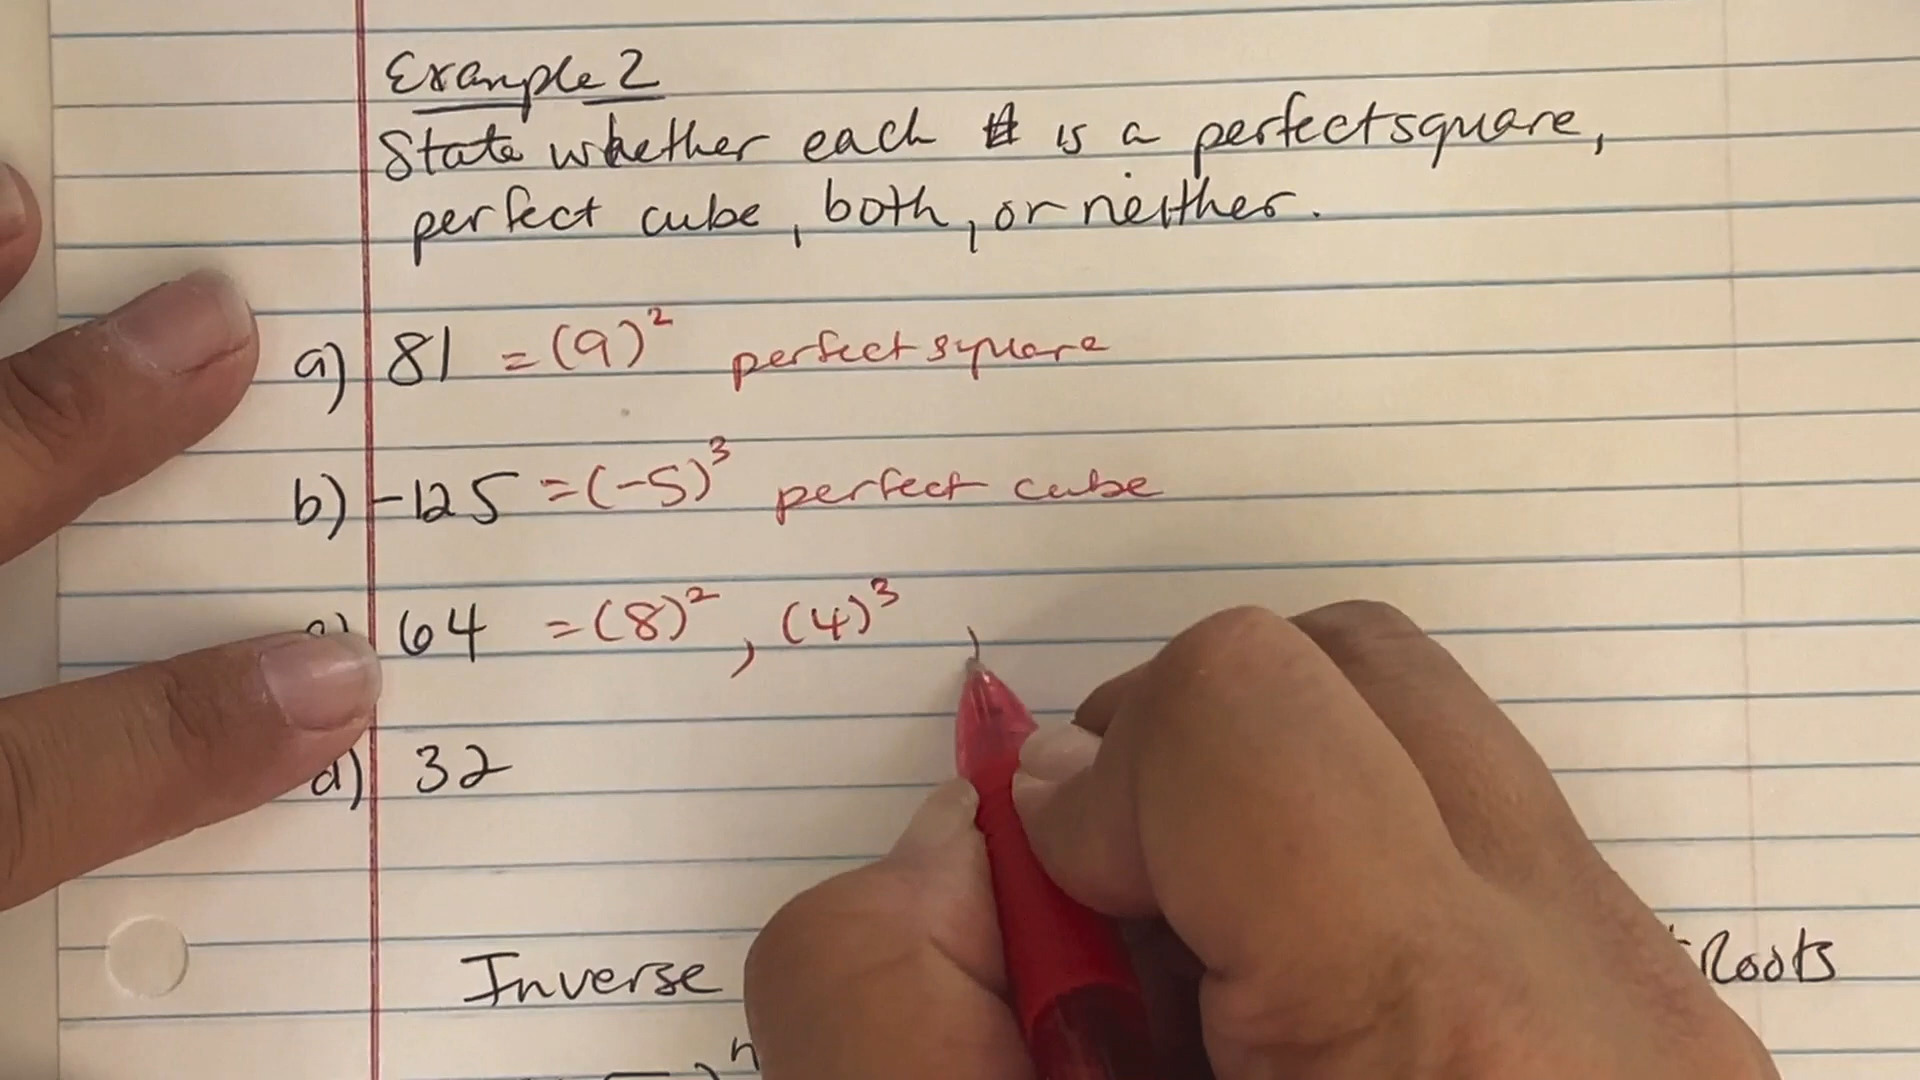 Example 2
State whether each # is a perfect square,
perfect cube, both, or neither.
a) 81 = (9)² perfect square
b) -125 = (-5)³ perfect cube
64 = (8)², (4)³
d) 32
Inverse Roots
n